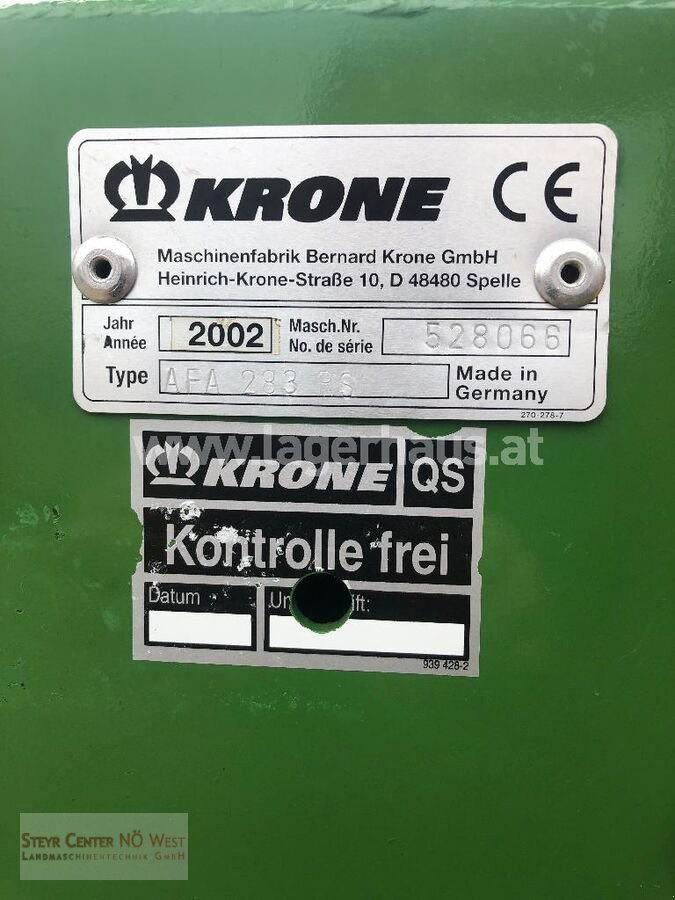 KRONE CE
Maschinenfabrik Bernard Krone GmbH
Heinrich-Krone-Straße 10, D 48480 Spelle
Jahr
Année
2002
Masch.Nr.
No. de série
528066
Type
AFA 283 RS
Made in
Germany
270-278-7
www.lagerhaus.at
KRONE QS
Kontrolle frei
Datum
ift:
939 428-2
STEYR CENTER NÖ WEST
LANDMASCHINENTECHNIK GMBH